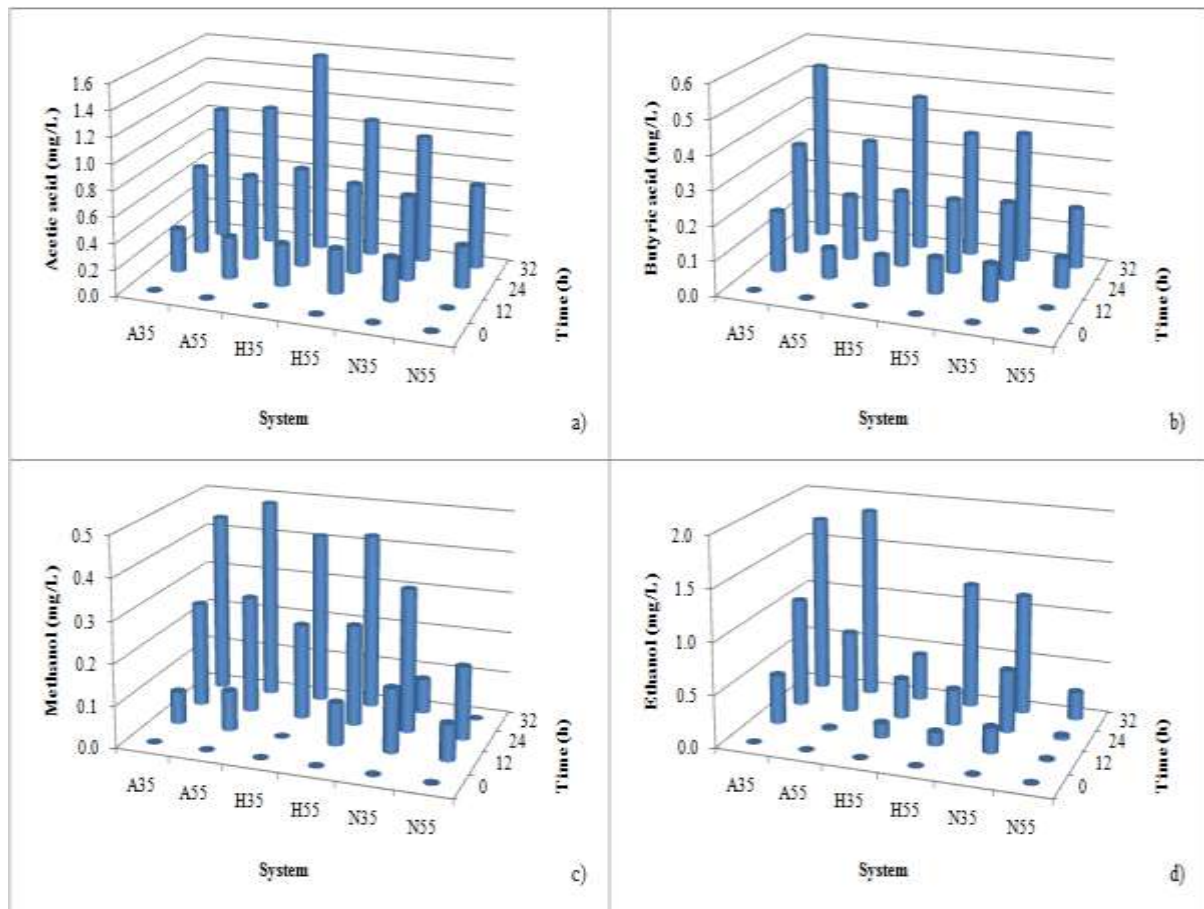 Acetic acid (mg/L)
1.6
1.4
1.2
1.0
0.8
0.6
0.4
0.2
0.0
A35
A55
H35
H55
N35
N55
System
0
12
24
32
Time (h)
a)
Butyric acid (mg/L)
0.6
0.5
0.4
0.3
0.2
0.1
0.0
A35
A55
H35
H55
N35
N55
System
0
12
24
32
Time (h)
b)
Methanol (mg/L)
0.5
0.4
0.3
0.2
0.1
0.0
A35
A55
H35
H55
N35
N55
System
0
12
24
32
Time (h)
c)
Ethanol (mg/L)
2.0
1.5
1.0
0.5
0.0
A35
A55
H35
H55
N35
N55
System
0
12
24
32
Time (h)
d)